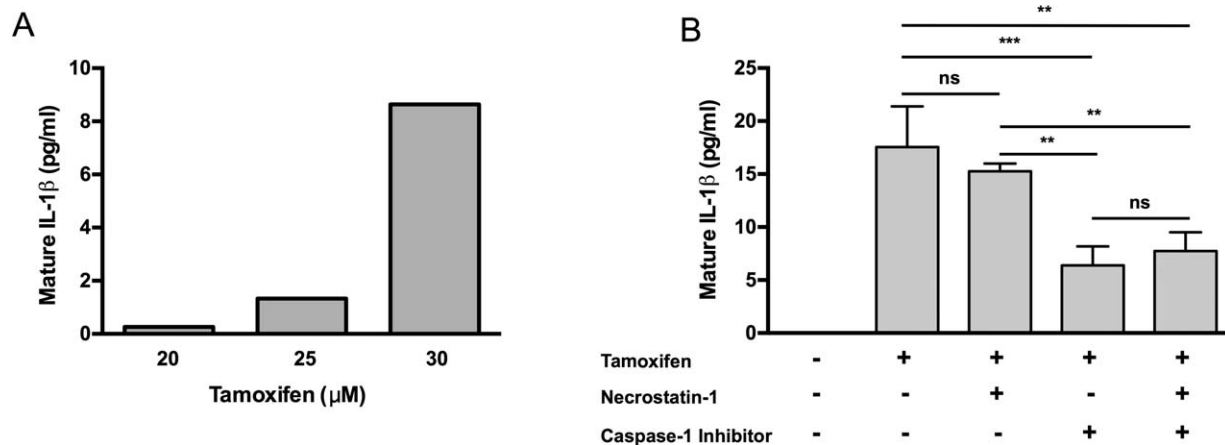 A
Mature IL-1β (pg/ml)
10
8
6
4
2
0
20 25 30
Tamoxifen (μM)
B
**
***
ns
**
**
ns
Mature IL-1β (pg/ml)
25
20
15
10
5
0
Tamoxifen - + + + +
Necrostatin-1 - - + - +
Caspase-1 Inhibitor - - - + +